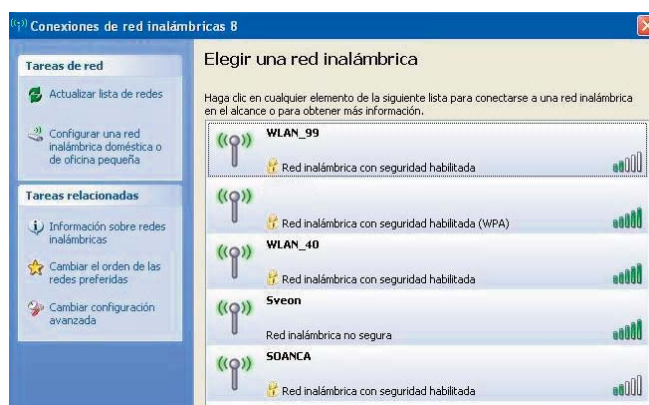 Conexiones de red inalámbricas 8
Tareas de red
Actualizar lista de redes
Configurar una red
inalámbrica doméstica o
de oficina pequeña
Tareas relacionadas
Información sobre redes
inalámbricas
Cambiar el orden de las
redes preferidas
Cambiar configuración
avanzada
Elegir una red inalámbrica
Haga clic en cualquier elemento de la siguiente lista para conectarse a una red inalámbrica
en el alcance o para obtener más información.
WLAN_99
Red inalámbrica con seguridad habilitada
Red inalámbrica con seguridad habilitada (WPA)
WLAN_40
Red inalámbrica con seguridad habilitada
Sveon
Red inalámbrica no segura
SOANCA
Red inalámbrica con seguridad habilitada